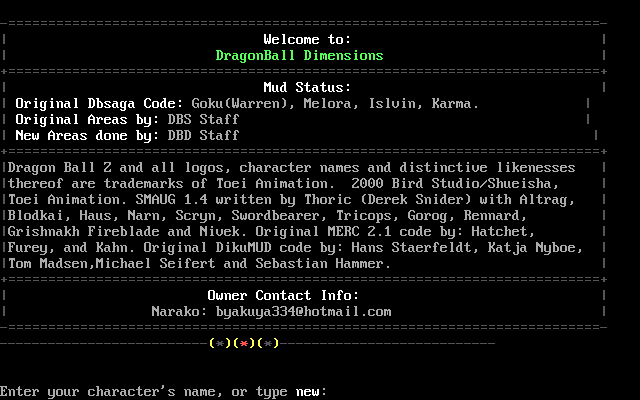 Welcome to:
DragonBall Dimensions
Mud Status:
Original Dbsaga Code: Goku(Warren), Melora, Islvin, Karma.
Original Areas by: DBS Staff
New Areas done by: DBD Staff
Dragon Ball Z and all logos, character names and distinctive likenesses
thereof are trademarks of Toei Animation.  2000 Bird Studio/Shueisha,
Toei Animation. SMAUG 1.4 written by Thoric (Derek Snider) with Altrag,
Blodkai, Haus, Narn, Scryn, Swordbearer, Tricops, Gorog, Rennard,
Grishnakh Fireblade and Nivek. Original MERC 2.1 code by: Hatchet,
Furey, and Kahn. Original DikuMUD code by: Hans Staerfeldt, Katja Nyboe,
Tom Madsen,Michael Seifert and Sebastian Hammer.
Owner Contact Info:
Narako: byakuya334@hotmail.com
(*)(*)(*)
Enter your character's name, or type new: